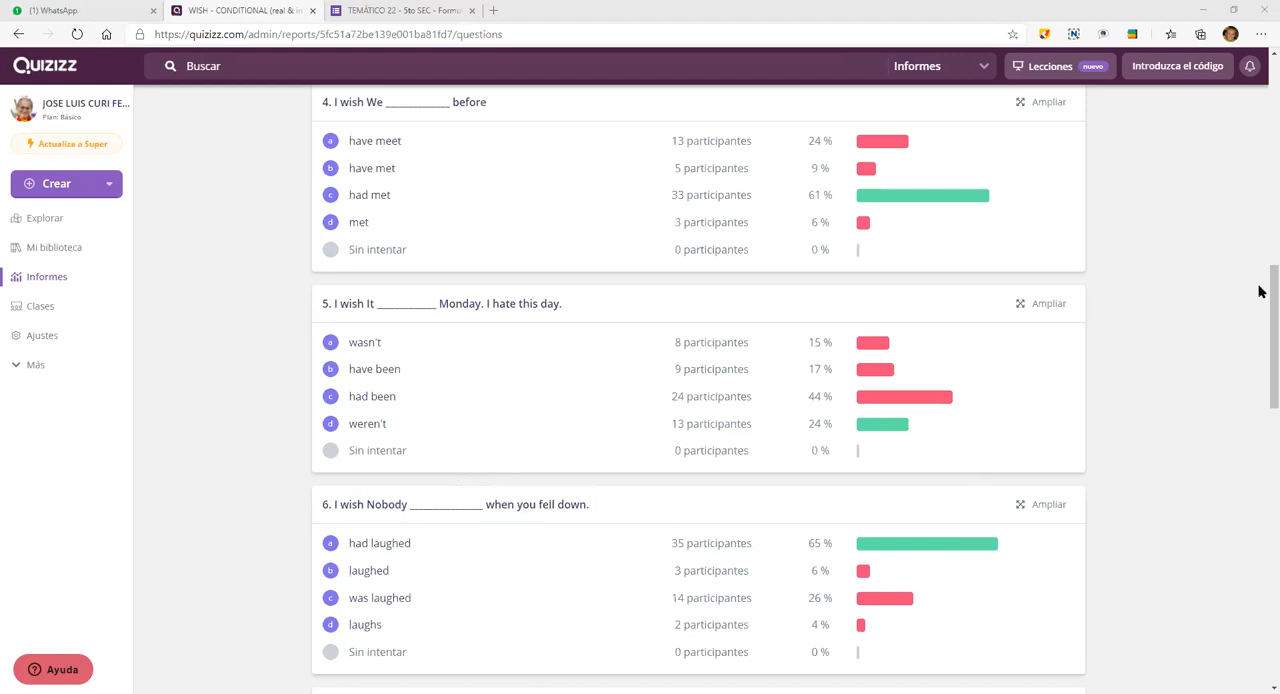 (1) WhatsApp
WISH - CONDITIONAL (real & in
TEMÁTICO 22 - 5to SEC - Formul
https://quizizz.com/admin/reports/5fc51a72be139e001ba81fd7/questions
QUIZIZZ
Buscar
Informes
Lecciones nuevo
Introduzca el código
JOSE LUIS CURI FE...
Plan: Básico
Actualiza a Super
Crear
Explorar
Mi biblioteca
Informes
Clases
Ajustes
Más
Ayuda
4. I wish We ____________ before
Ampliar
a have meet 13 participantes 24 %
b have met 5 participantes 9 %
c had met 33 participantes 61 %
d met 3 participantes 6 %
Sin intentar 0 participantes 0 %
5. I wish It ___________ Monday. I hate this day.
Ampliar
a wasn't 8 participantes 15 %
b have been 9 participantes 17 %
c had been 24 participantes 44 %
d weren't 13 participantes 24 %
Sin intentar 0 participantes 0 %
6. I wish Nobody ______________ when you fell down.
Ampliar
a had laughed 35 participantes 65 %
b laughed 3 participantes 6 %
c was laughed 14 participantes 26 %
d laughs 2 participantes 4 %
Sin intentar 0 participantes 0 %